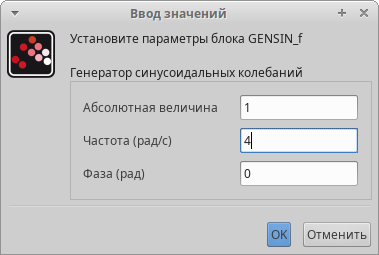 Ввод значений
Установите параметры блока GENSIN_f
Генератор синусоидальных колебаний
Абсолютная величина 1
Частота (рад/с) 4
Фаза (рад) 0
OK Отменить